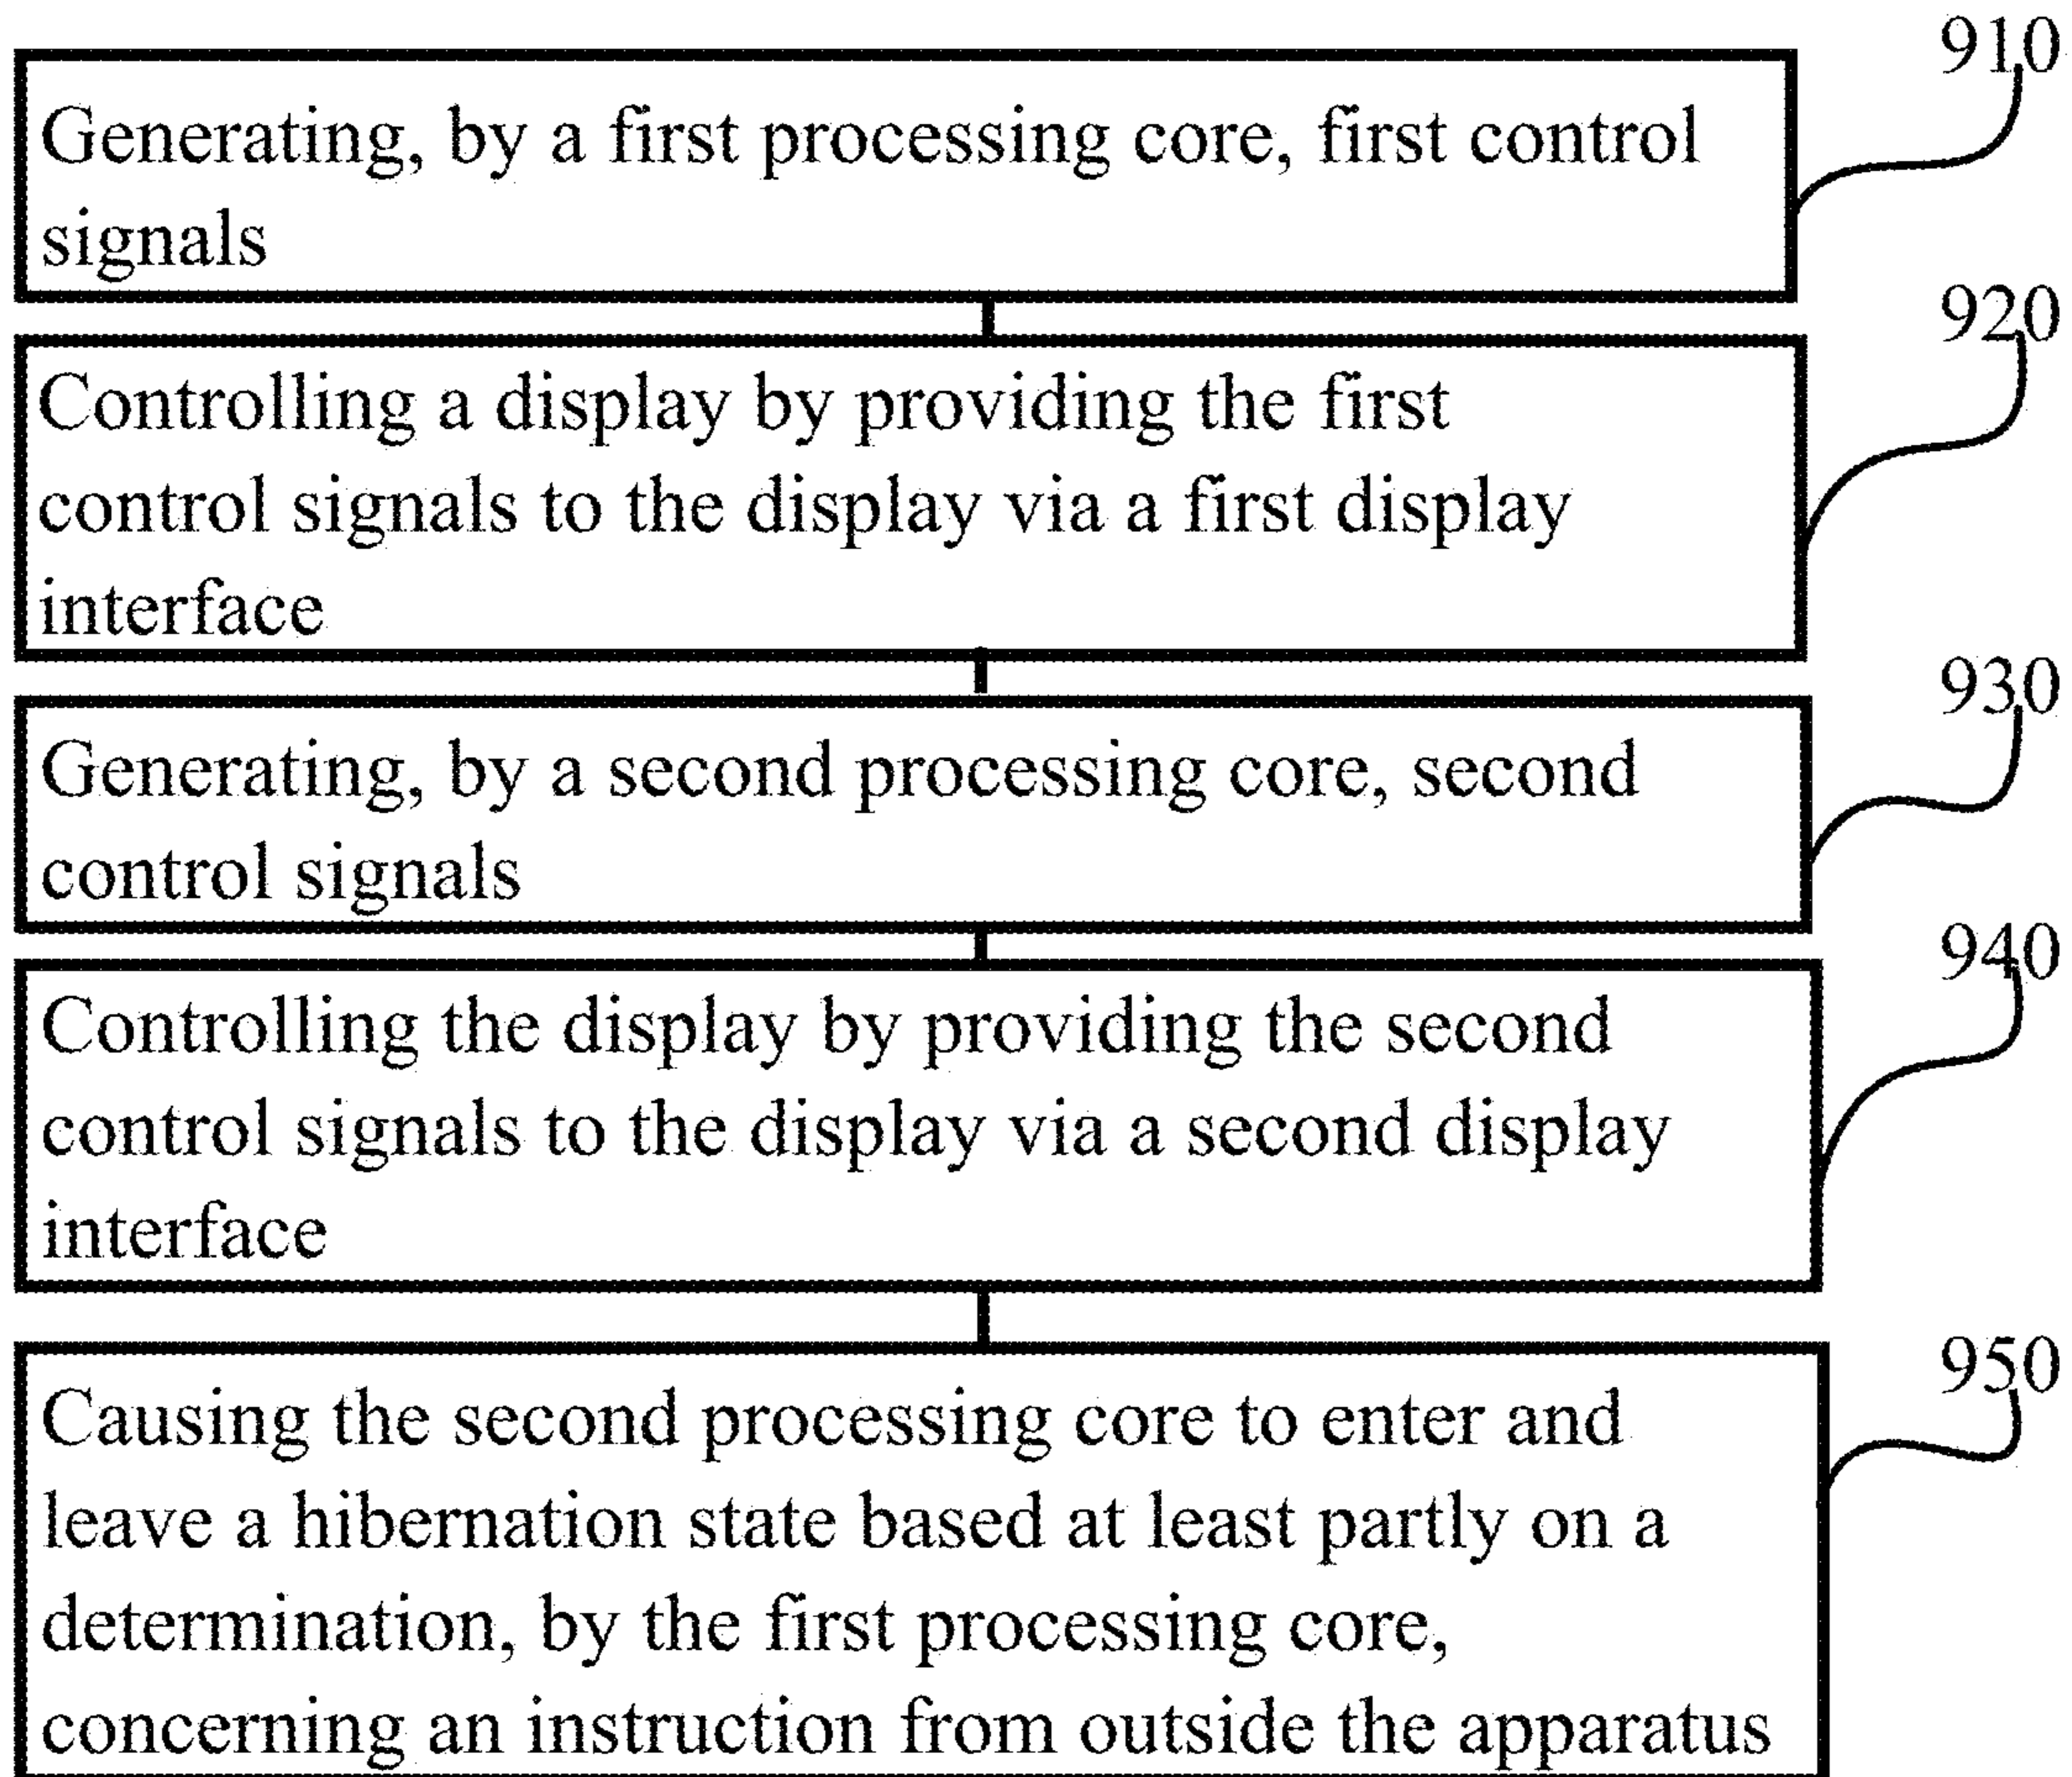 910
Generating, by a first processing core, first control
signals
920
Controlling a display by providing the first
control signals to the display via a first display
interface
930
Generating, by a second processing core, second
control signals
940
Controlling the display by providing the second
control signals to the display via a second display
interface
950
Causing the second processing core to enter and
leave a hibernation state based at least partly on a
determination, by the first processing core,
concerning an instruction from outside the apparatus